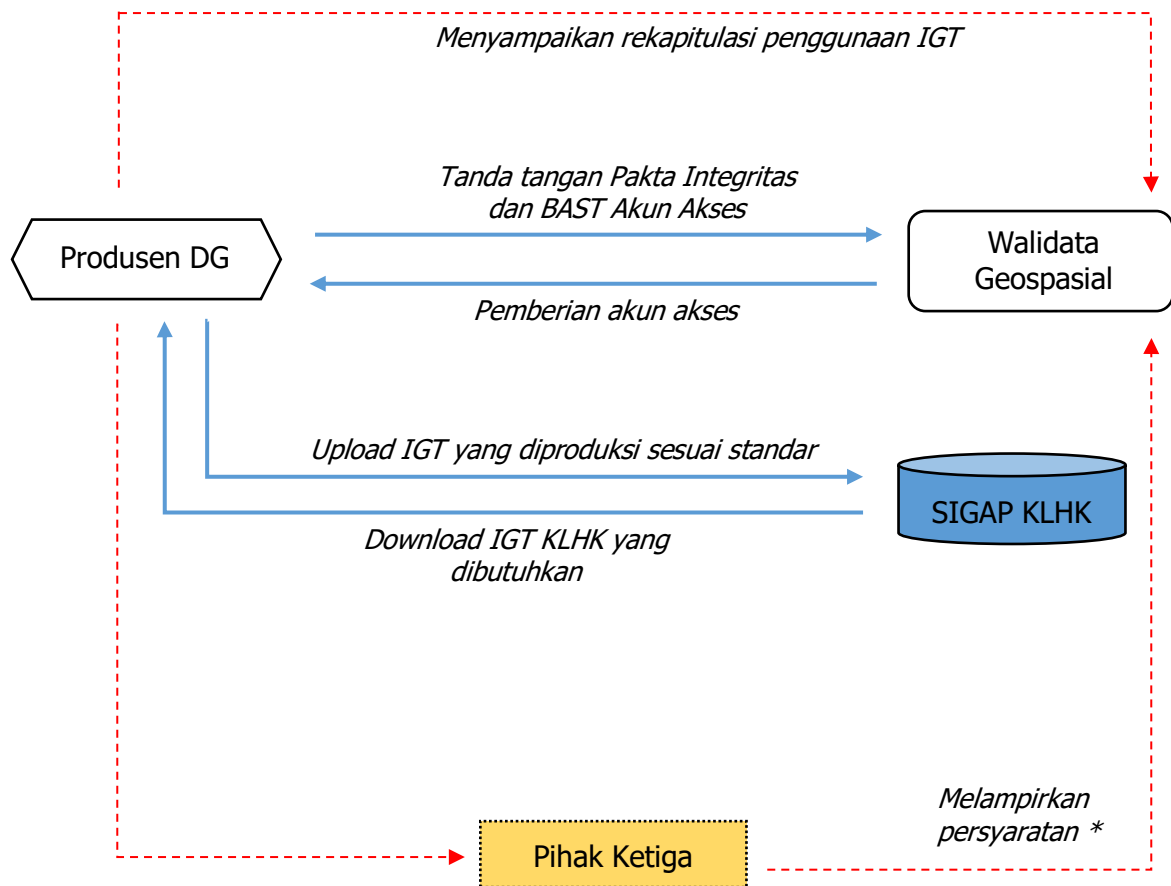 Menyampaikan rekapitulasi penggunaan IGT
Tanda tangan Pakta Integritas
dan BAST Akun Akses
Produsen DG
Walidata
Geospasial
Pemberian akun akses
Upload IGT yang diproduksi sesuai standar
SIGAP KLHK
Download IGT KLHK yang
dibutuhkan
Melampirkan
persyaratan *
Pihak Ketiga